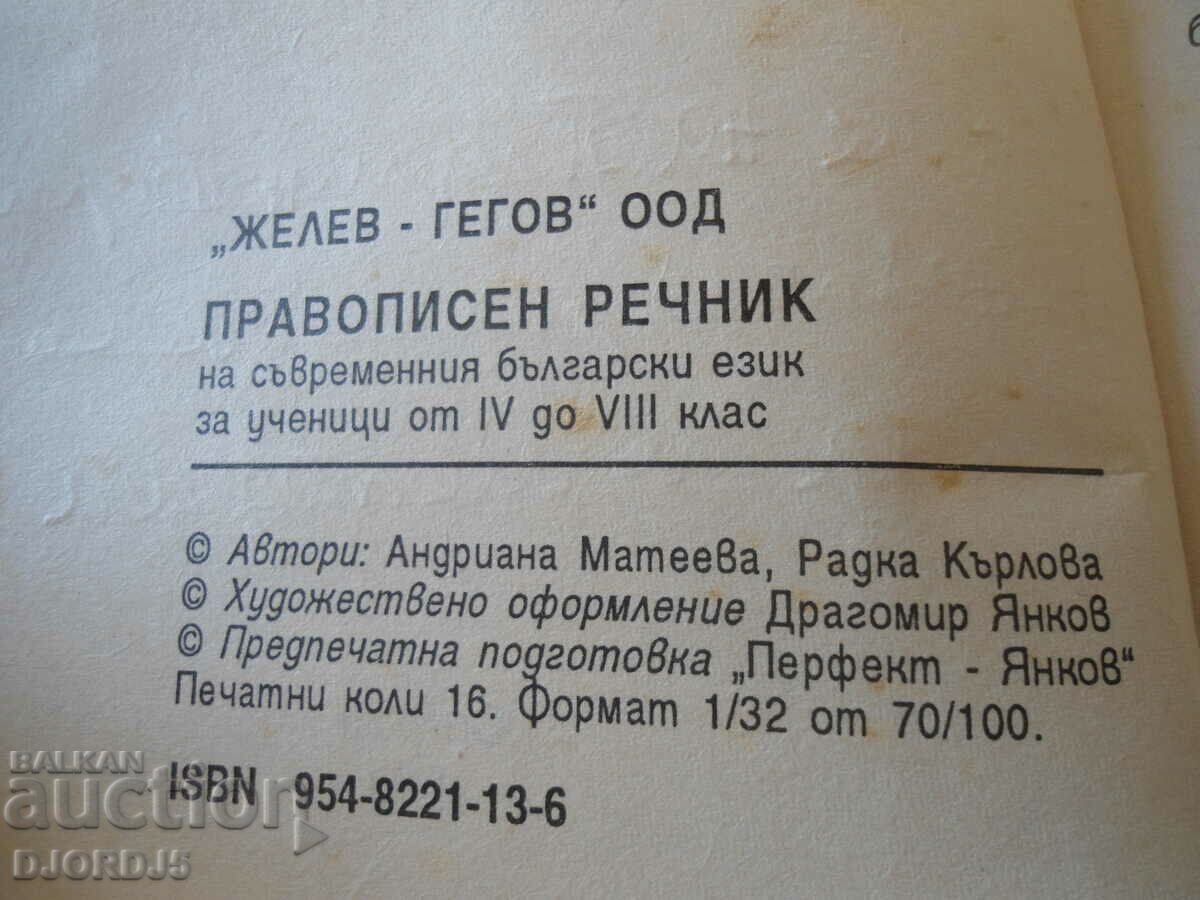 „ЖЕЛЕВ - ГЕГОВ“ ООД
ПРАВОПИСЕН РЕЧНИК
на съвременния български език
за ученици от IV до VIII клас
© Автори: Андриана Матеева, Радка Кърлова
© Художествено оформление Драгомир Янков
© Предпечатна подготовка „Перфект - Янков“
Печатни коли 16. Формат 1/32 от 70/100.
ISBN 954-8221-13-6
BALKAN
auction
DJORDJ5